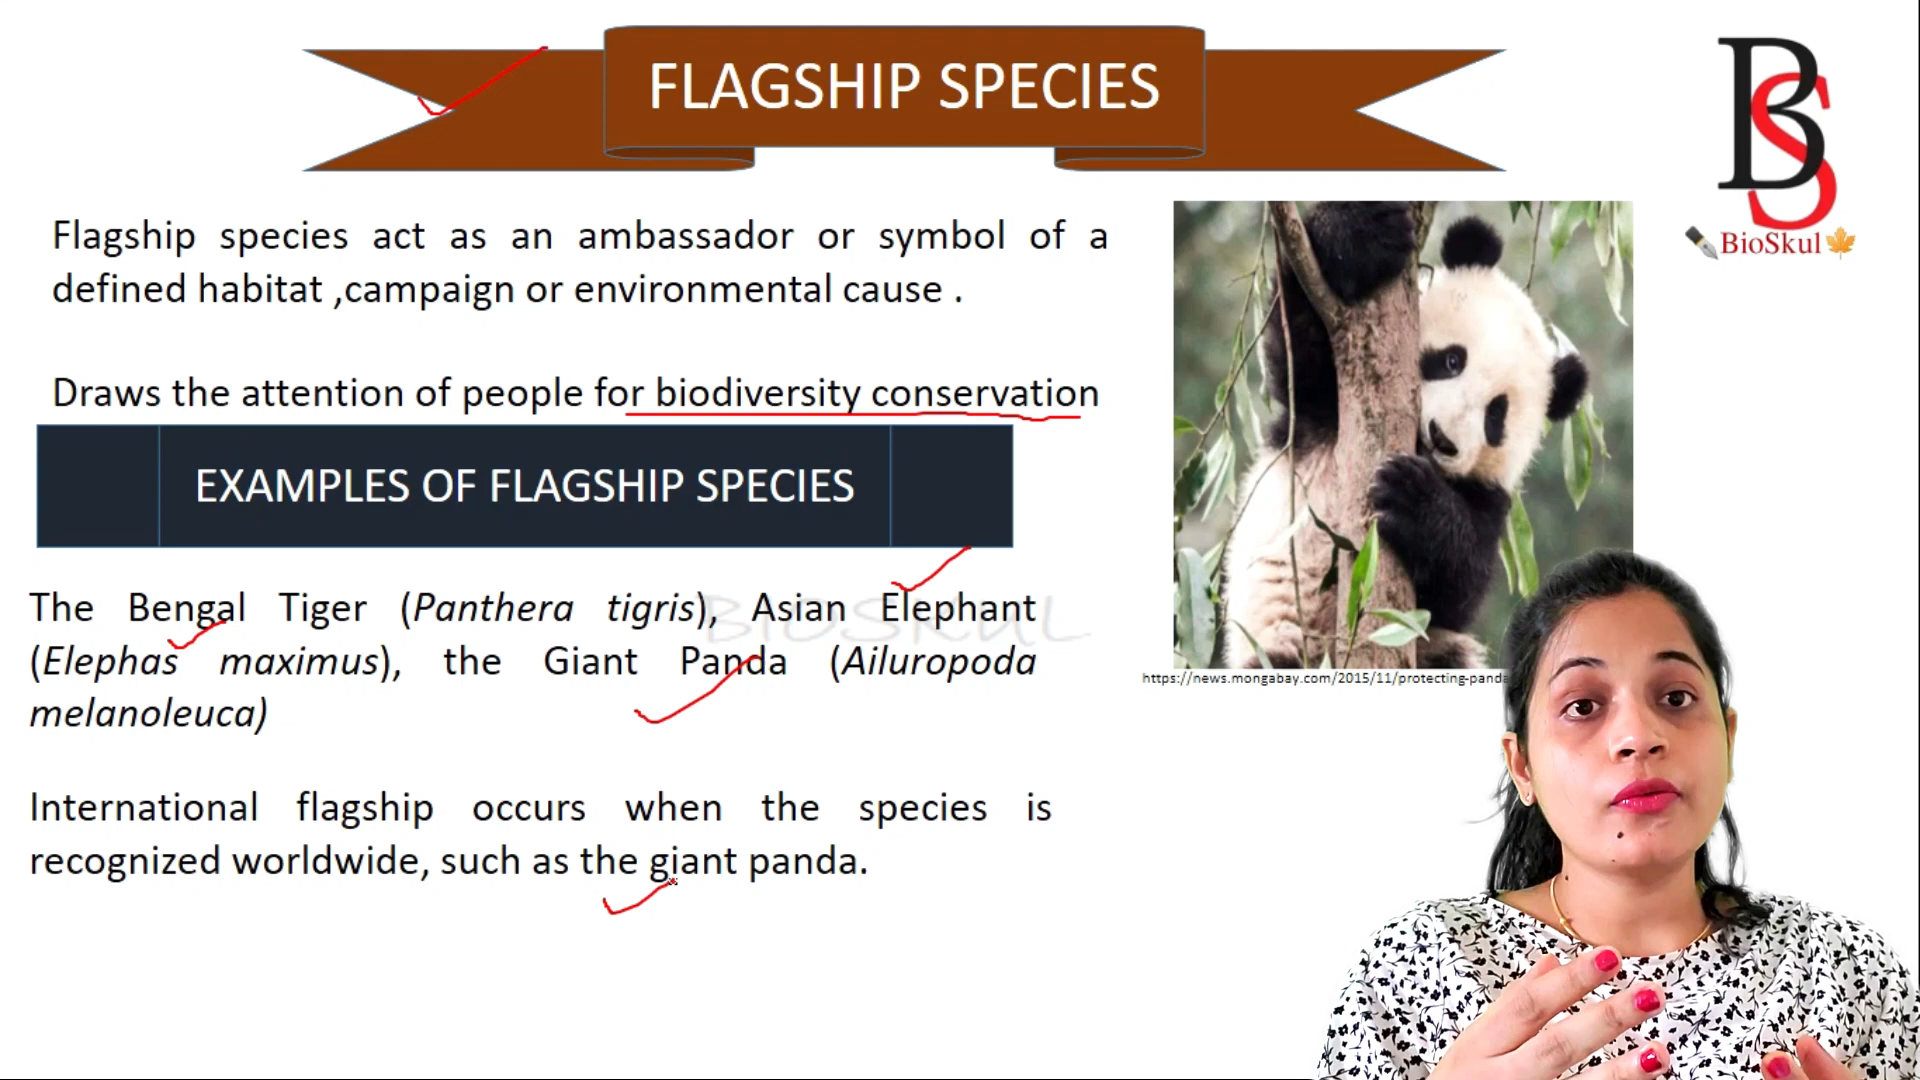 FLAGSHIP SPECIES
BS
BioSkul
Flagship species act as an ambassador or symbol of a
defined habitat ,campaign or environmental cause .
Draws the attention of people for biodiversity conservation
EXAMPLES OF FLAGSHIP SPECIES
The Bengal Tiger (Panthera tigris), Asian Elephant
(Elephas maximus), the Giant Panda (Ailuropoda
melanoleuca)
BIOSKUL
https://news.mongabay.com/2015/11/protecting-panda
International flagship occurs when the species is
recognized worldwide, such as the giant panda.